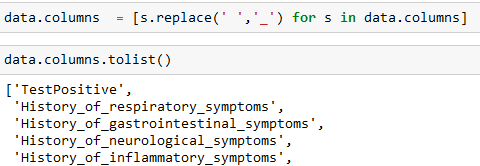 data.columns  = [s.replace(' ','_') for s in data.columns]
data.columns.tolist()
['TestPositive',
 'History_of_respiratory_symptoms',
 'History_of_gastrointestinal_symptoms',
 'History_of_neurological_symptoms',
 'History_of_inflammatory_symptoms',